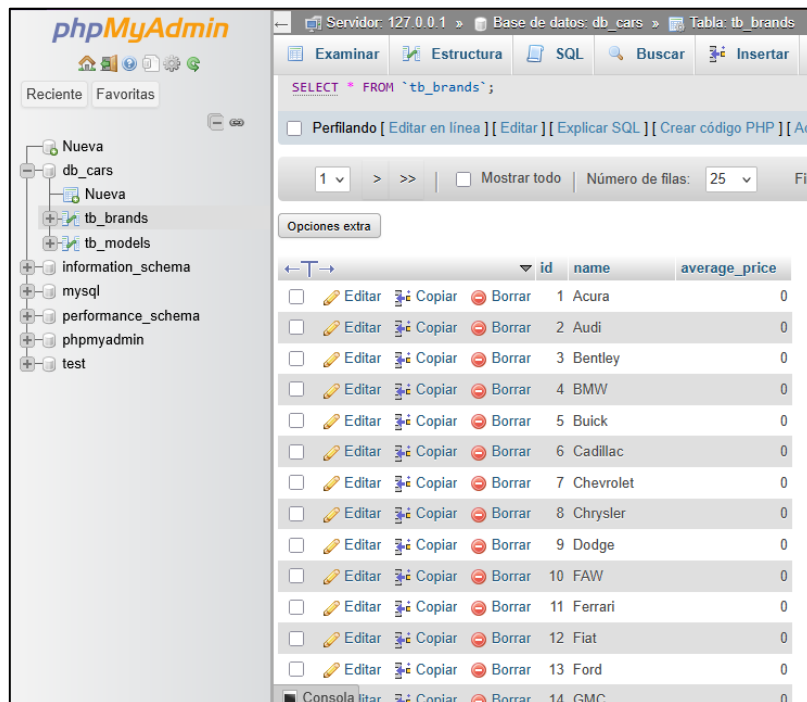 phpMyAdmin
Reciente Favoritas
Nueva
db_cars
Nueva
tb_brands
tb_models
information_schema
mysql
performance_schema
phpmyadmin
test
Servidor: 127.0.0.1 » Base de datos: db_cars » Tabla: tb_brands
Examinar Estructura SQL Buscar Insertar
SELECT * FROM `tb_brands`;
Perfilando [ Editar en línea ] [ Editar ] [ Explicar SQL ] [ Crear código PHP ] [
1 > >> | Mostrar todo | Número de filas: 25 Fi
Opciones extra
←T→ id name average_price
Editar Copiar Borrar 1 Acura 0
Editar Copiar Borrar 2 Audi 0
Editar Copiar Borrar 3 Bentley 0
Editar Copiar Borrar 4 BMW 0
Editar Copiar Borrar 5 Buick 0
Editar Copiar Borrar 6 Cadillac 0
Editar Copiar Borrar 7 Chevrolet 0
Editar Copiar Borrar 8 Chrysler 0
Editar Copiar Borrar 9 Dodge 0
Editar Copiar Borrar 10 FAW 0
Editar Copiar Borrar 11 Ferrari 0
Editar Copiar Borrar 12 Fiat 0
Editar Copiar Borrar 13 Ford 0
Consola itar Copiar Borrar 14 GMC 0